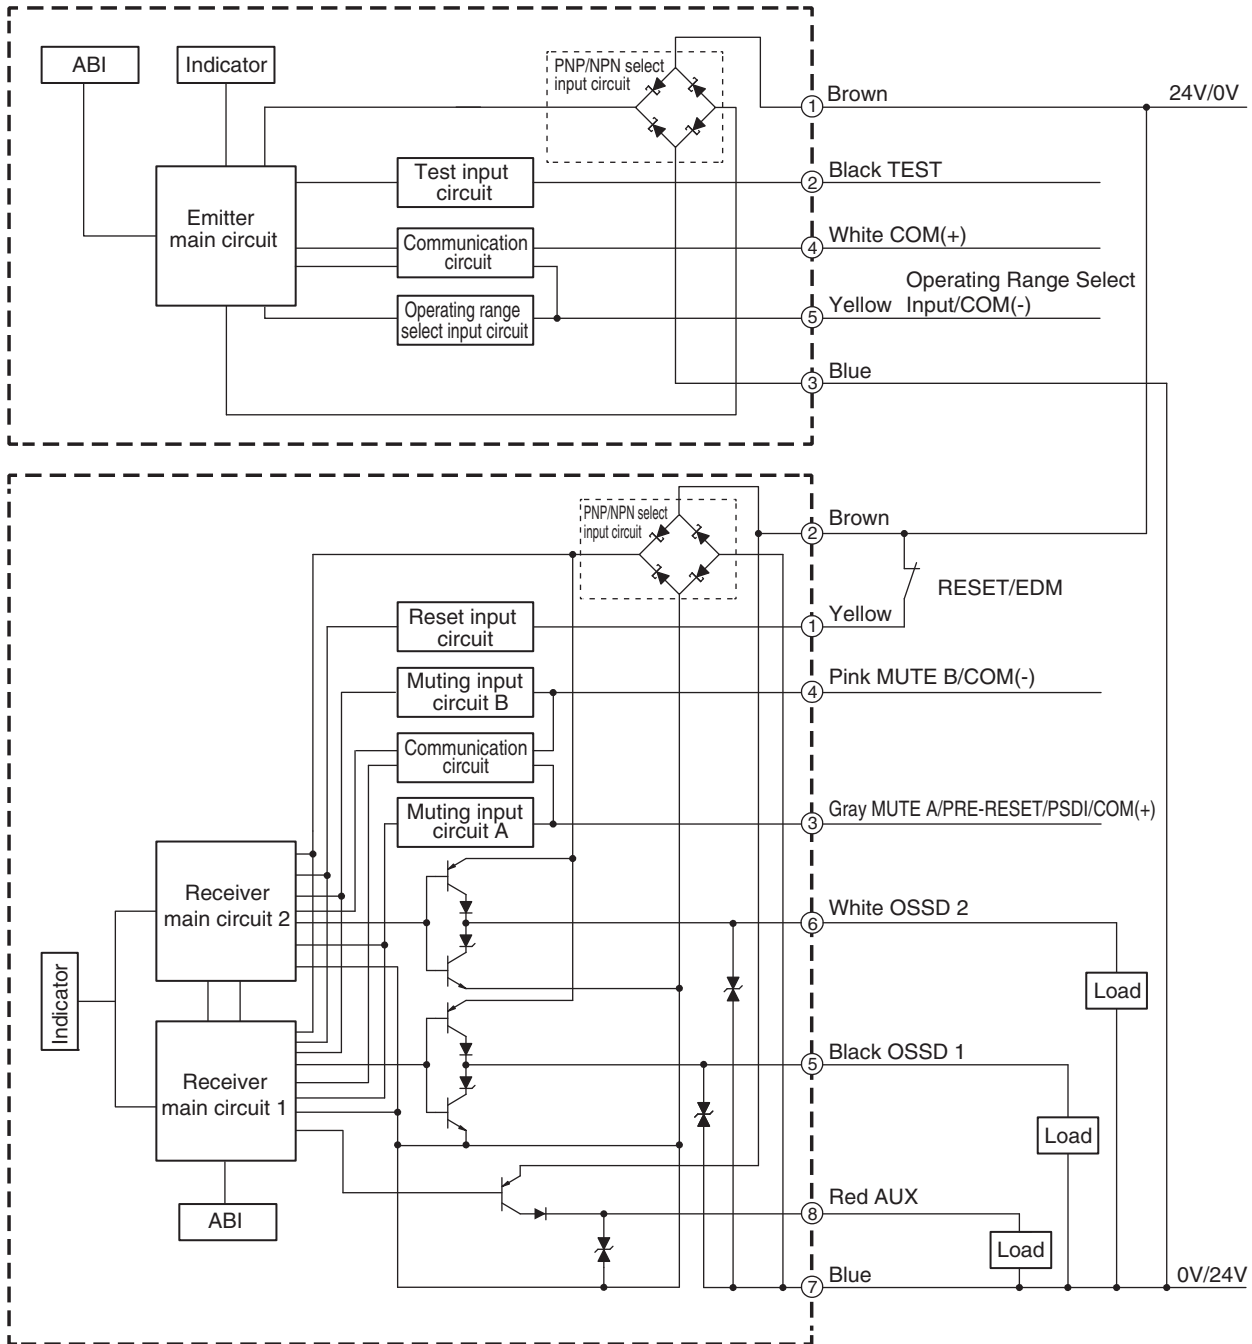 ABI
Indicator
PNP/NPN select
input circuit
1 Brown
24V/0V
Test input
circuit
2 Black TEST
Emitter
main circuit
Communication
circuit
4 White COM(+)
Operating range
select input circuit
Operating Range Select
5 Yellow Input/COM(-)
3 Blue
PNP/NPN select
input circuit
2 Brown
RESET/EDM
Reset input
circuit
1 Yellow
Muting input
circuit B
4 Pink MUTE B/COM(-)
Communication
circuit
Muting input
circuit A
3 Gray MUTE A/PRE-RESET/PSDI/COM(+)
Receiver
main circuit 2
6 White OSSD 2
Load
Indicator
Receiver
main circuit 1
5 Black OSSD 1
Load
ABI
8 Red AUX
Load
7 Blue
0V/24V